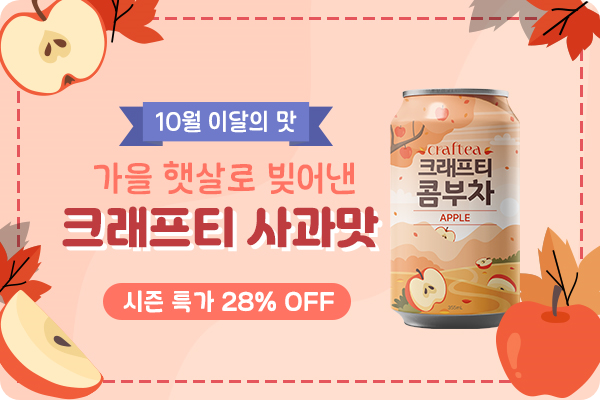 10월 이달의 맛
가을 햇살로 빚어낸
크래프티 사과맛
시즌 특가 28% OFF
craftea
크래프티
콤부차
APPLE